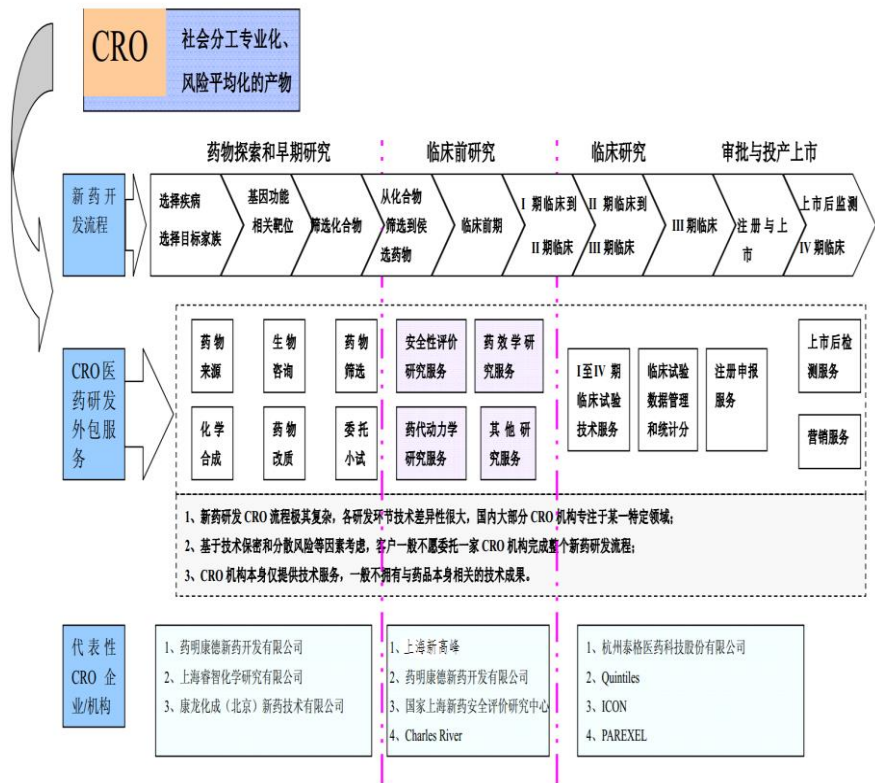 CRO
社会分工专业化、
风险平均化的产物
药物探索和早期研究
临床前研究
临床研究
审批与投产上市
新药开
发流程
选择疾病
选择目标家族
基因功能
相关靶位
筛选化合物
从化合物
筛选到侯
选药物
临床前期
I 期临床到
II 期临床
II 期临床到
III 期临床
III 期临床
注册与上
市
上市后监测
IV 期临床
CRO 医
药研发
外包服
务
药物
来源
生物
咨询
药物
筛选
安全性评价
研究服务
药效学研
究服务
I 至 IV 期
临床试验
技术服务
临床试验
数据管理
和统计分
注册申报
服务
上市后检
测服务
化学
合成
药物
改质
委托
小试
药代动力学
研究服务
其他研
究服务
营销服务
1、新药研发 CRO 流程极其复杂，各研发环节技术差异性很大，国内大部分 CRO 机构专注于某一特定领域；
2、基于技术保密和分散风险等因素考虑，客户一般不愿委托一家 CRO 机构完成整个新药研发流程；
3、CRO 机构本身仅提供技术服务，一般不拥有与药品本身相关的技术成果。
代表性
CRO 企
业/机构
1、药明康德新药开发有限公司
2、上海睿智化学研究有限公司
3、康龙化成（北京）新药技术有限公司
1、上海新高峰
2、药明康德新药开发有限公司
3、国家上海新药安全评价研究中心
4、Charles River
1、杭州泰格医药科技股份有限公司
2、Quintiles
3、ICON
4、PAREXEL